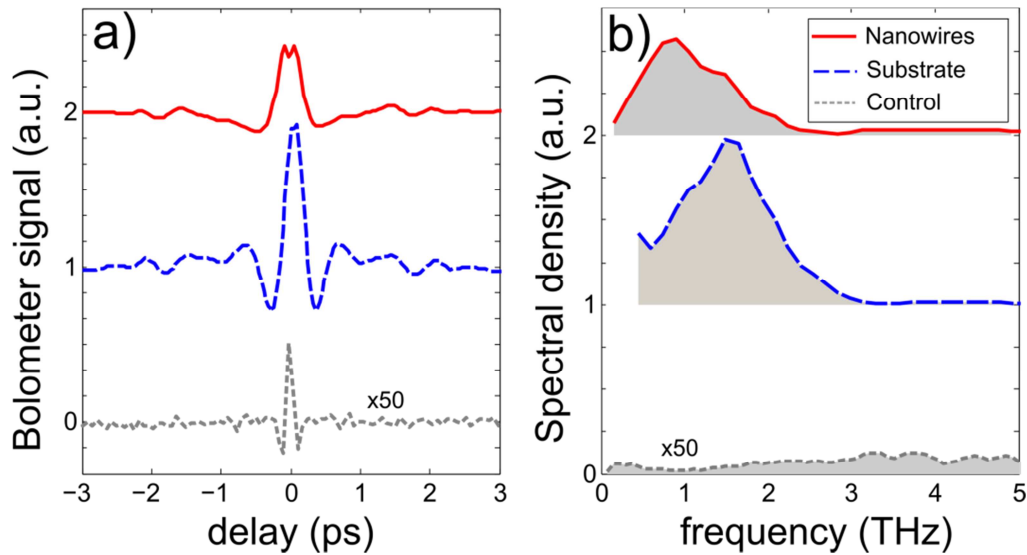 a)
Bolometer signal (a.u.)
2
1
0
x50
−3 −2 −1 0 1 2 3
delay (ps)
b)
Nanowires
Substrate
Control
Spectral density (a.u.)
2
1
0
x50
0 1 2 3 4 5
frequency (THz)